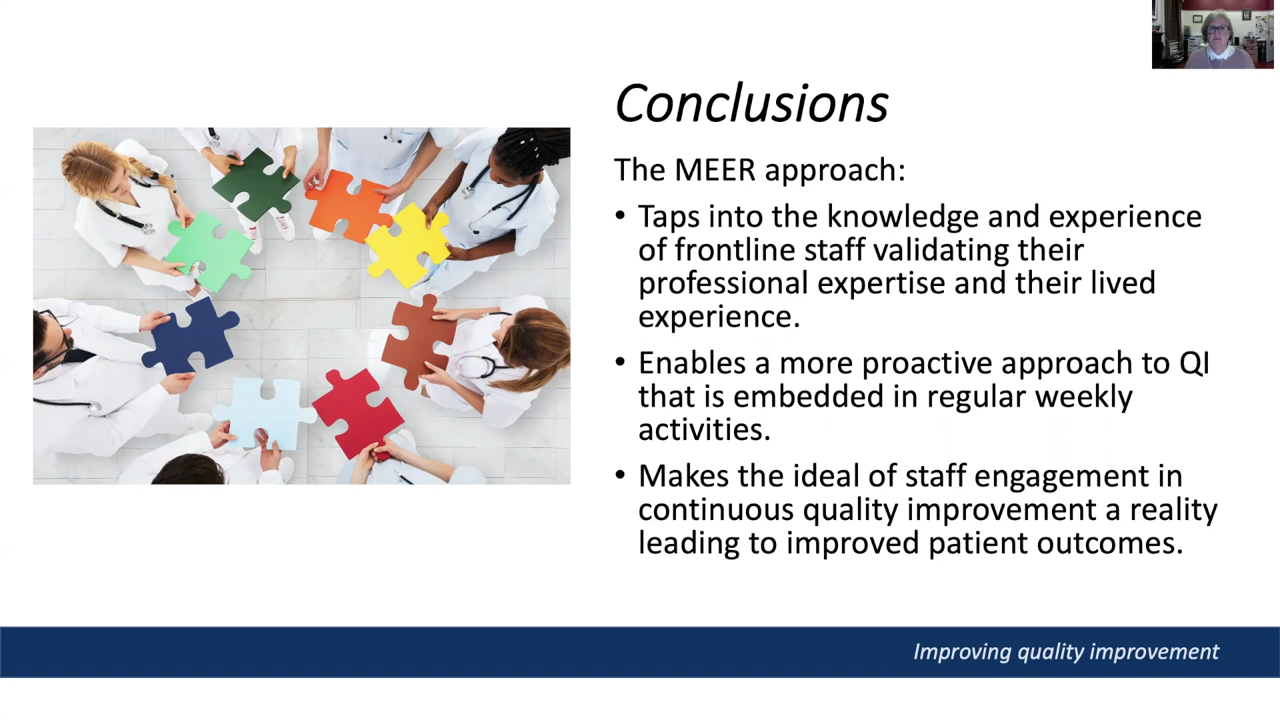 Conclusions
The MEER approach:
• Taps into the knowledge and experience
of frontline staff validating their
professional expertise and their lived
experience.
• Enables a more proactive approach to QI
that is embedded in regular weekly
activities.
• Makes the ideal of staff engagement in
continuous quality improvement a reality
leading to improved patient outcomes.
Improving quality improvement